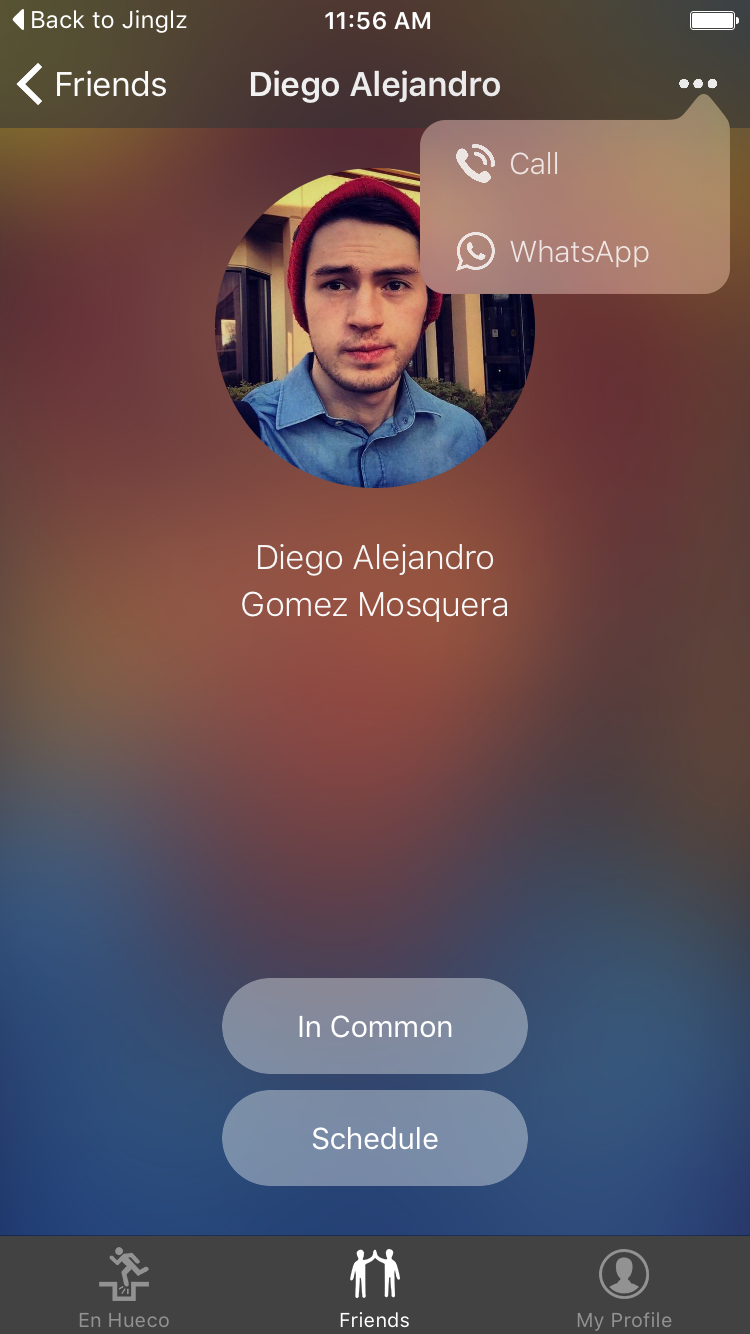 Back to Jinglz
11:56 AM
Friends
Diego Alejandro
Call
WhatsApp
Diego Alejandro
Gomez Mosquera
In Common
Schedule
En Hueco
Friends
My Profile